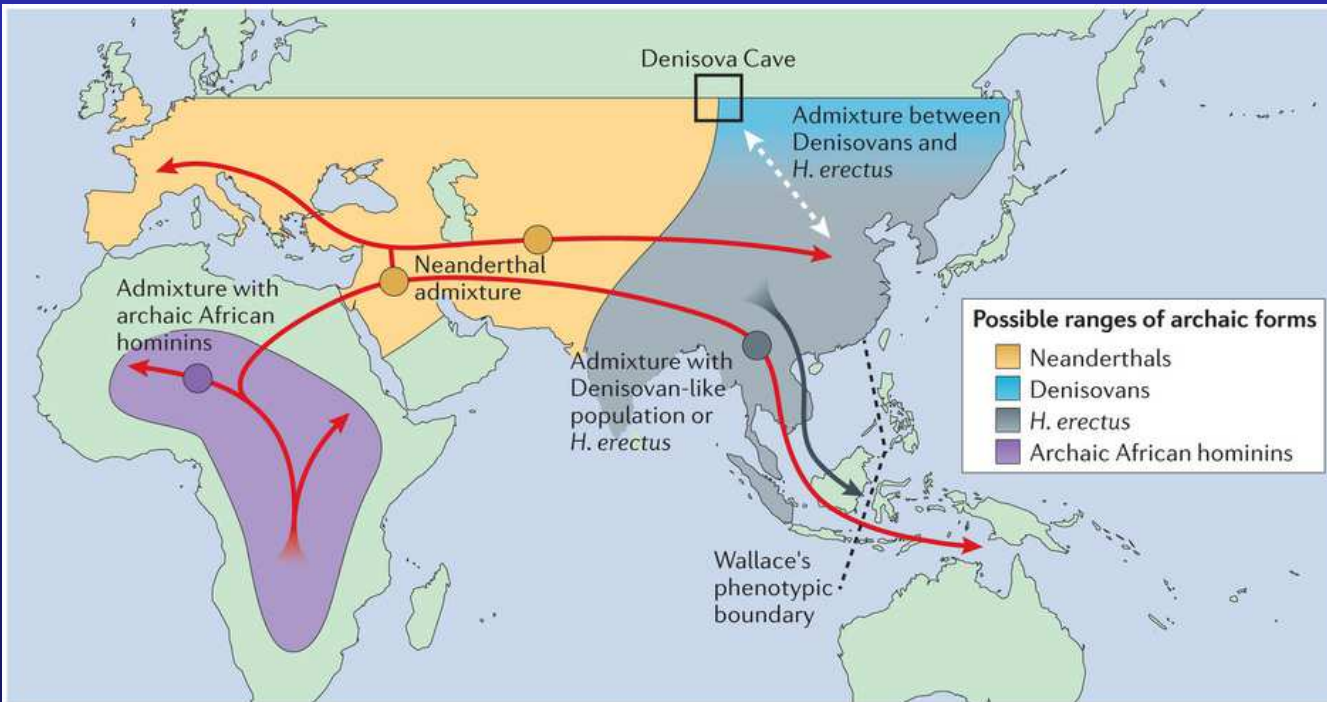 Denisova Cave
Admixture between
Denisovans and
H. erectus
Neanderthal
admixture
Admixture with
archaic African
hominins
Admixture with
Denisovan-like
population or
H. erectus
Wallace's
phenotypic
boundary
Possible ranges of archaic forms
Neanderthals
Denisovans
H. erectus
Archaic African hominins